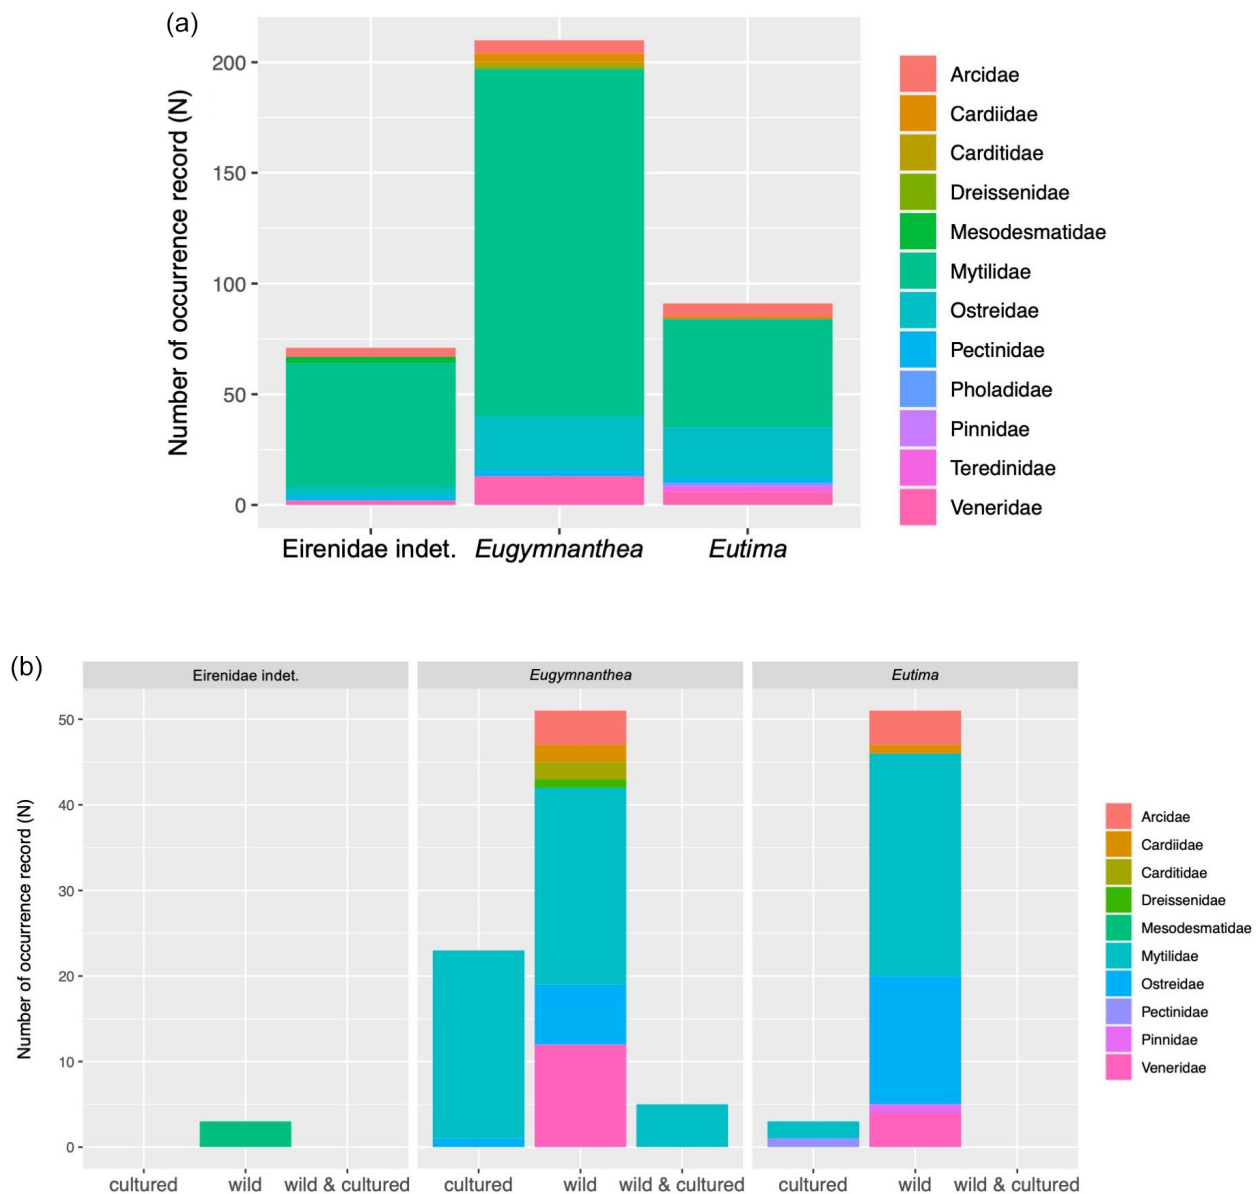 (a)
Number of occurrence record (N)
200
150
100
50
0
Eirenidae indet.
Eugymnanthea
Eutima
Arcidae
Cardiidae
Carditidae
Dreissenidae
Mesodesmatidae
Mytilidae
Ostreidae
Pectinidae
Pholadidae
Pinnidae
Teredinidae
Veneridae
(b)
Eirenidae indet.
Eugymnanthea
Eutima
Number of occurrence record (N)
50
40
30
20
10
0
cultured
wild
wild & cultured
cultured
wild
wild & cultured
cultured
wild
wild & cultured
Arcidae
Cardiidae
Carditidae
Dreissenidae
Mesodesmatidae
Mytilidae
Ostreidae
Pectinidae
Pinnidae
Veneridae